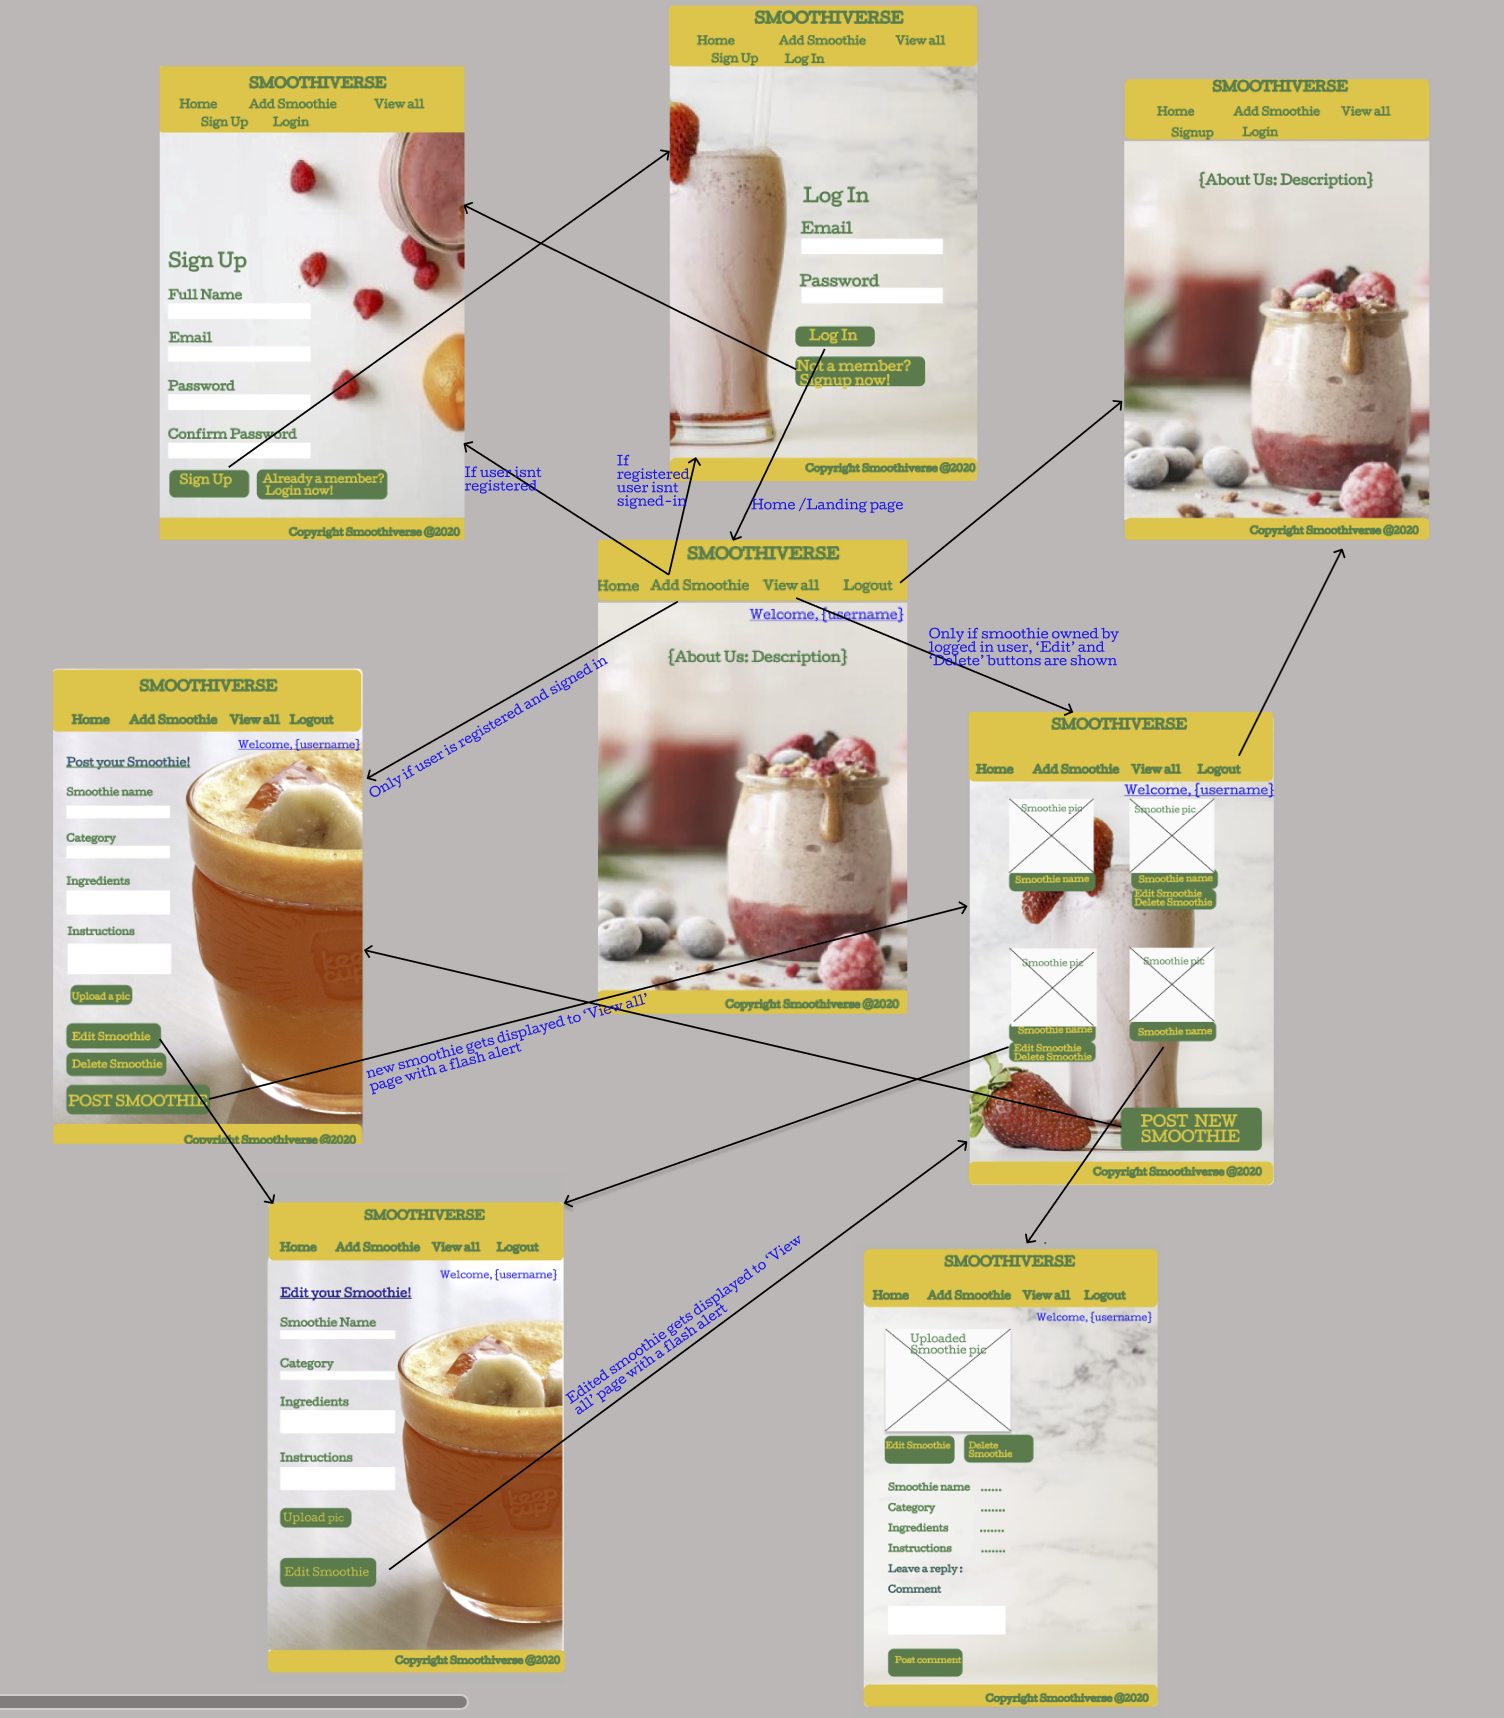 SMOOTHIVERSE
Home Add Smoothie View all
Sign Up Log In
Log In
Email
Password
Log In
Not a member?
Signup now!
Copyright Smoothiverse @2020
SMOOTHIVERSE
Home Add Smoothie View all
Sign Up Login
Sign Up
Full Name
Email
Password
Confirm Password
Sign Up
Already a member?
Login now!
Copyright Smoothiverse @2020
SMOOTHIVERSE
Home Add Smoothie View all
Signup Login
{About Us: Description}
Copyright Smoothiverse @2020
If user isnt
registered
If
registered
user isnt
signed-in
Home /Landing page
SMOOTHIVERSE
Home Add Smoothie View all Logout
Welcome, {username}
{About Us: Description}
Copyright Smoothiverse @2020
Only if smoothie owned by
logged in user, ‘Edit’ and
‘Delete’ buttons are shown
Only if user is registered and signed in
SMOOTHIVERSE
Home Add Smoothie View all Logout
Welcome, {username}
Post your Smoothie!
Smoothie name
Category
Ingredients
Instructions
Upload a pic
Edit Smoothie
Delete Smoothie
POST SMOOTHIE
keep
cup
Copyright Smoothiverse @2020
new smoothie gets displayed to ‘View all’
page with a flash alert
SMOOTHIVERSE
Home Add Smoothie View all Logout
Welcome, {username}
Smoothie pic Smoothie pic
Smoothie name Smoothie name
Edit Smoothie
Delete Smoothie
Smoothie pic Smoothie pic
Smoothie name Smoothie name
Edit Smoothie
Delete Smoothie
POST NEW
SMOOTHIE
Copyright Smoothiverse @2020
SMOOTHIVERSE
Home Add Smoothie View all Logout
Welcome, {username}
Edit your Smoothie!
Smoothie Name
Category
Ingredients
Instructions
Upload pic
Edit Smoothie
keep
cup
Copyright Smoothiverse @2020
Edited smoothie gets displayed to ‘View
all’ page with a flash alert
SMOOTHIVERSE
Home Add Smoothie View all Logout
Welcome, {username}
Uploaded
Smoothie pic
Edit Smoothie Delete
Smoothie
Smoothie name ......
Category .......
Ingredients .......
Instructions .......
Leave a reply :
Comment
Post comment
Copyright Smoothiverse @2020